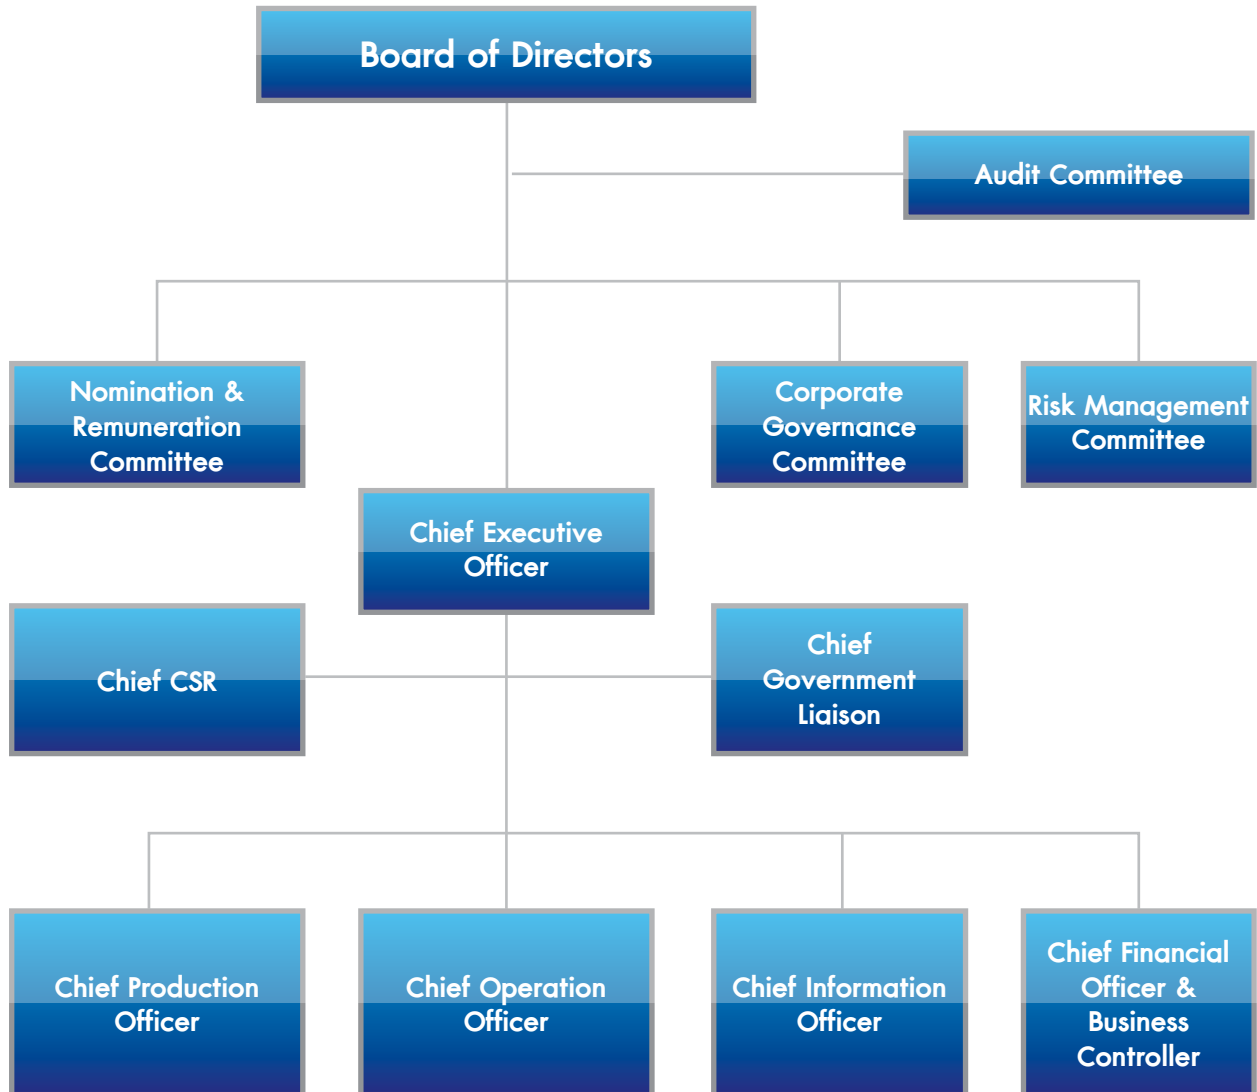 Board of Directors
Audit Committee
Nomination &
Remuneration
Committee
Corporate
Governance
Committee
Risk Management
Committee
Chief Executive
Officer
Chief CSR
Chief
Government
Liaison
Chief Production
Officer
Chief Operation
Officer
Chief Information
Officer
Chief Financial
Officer &
Business
Controller